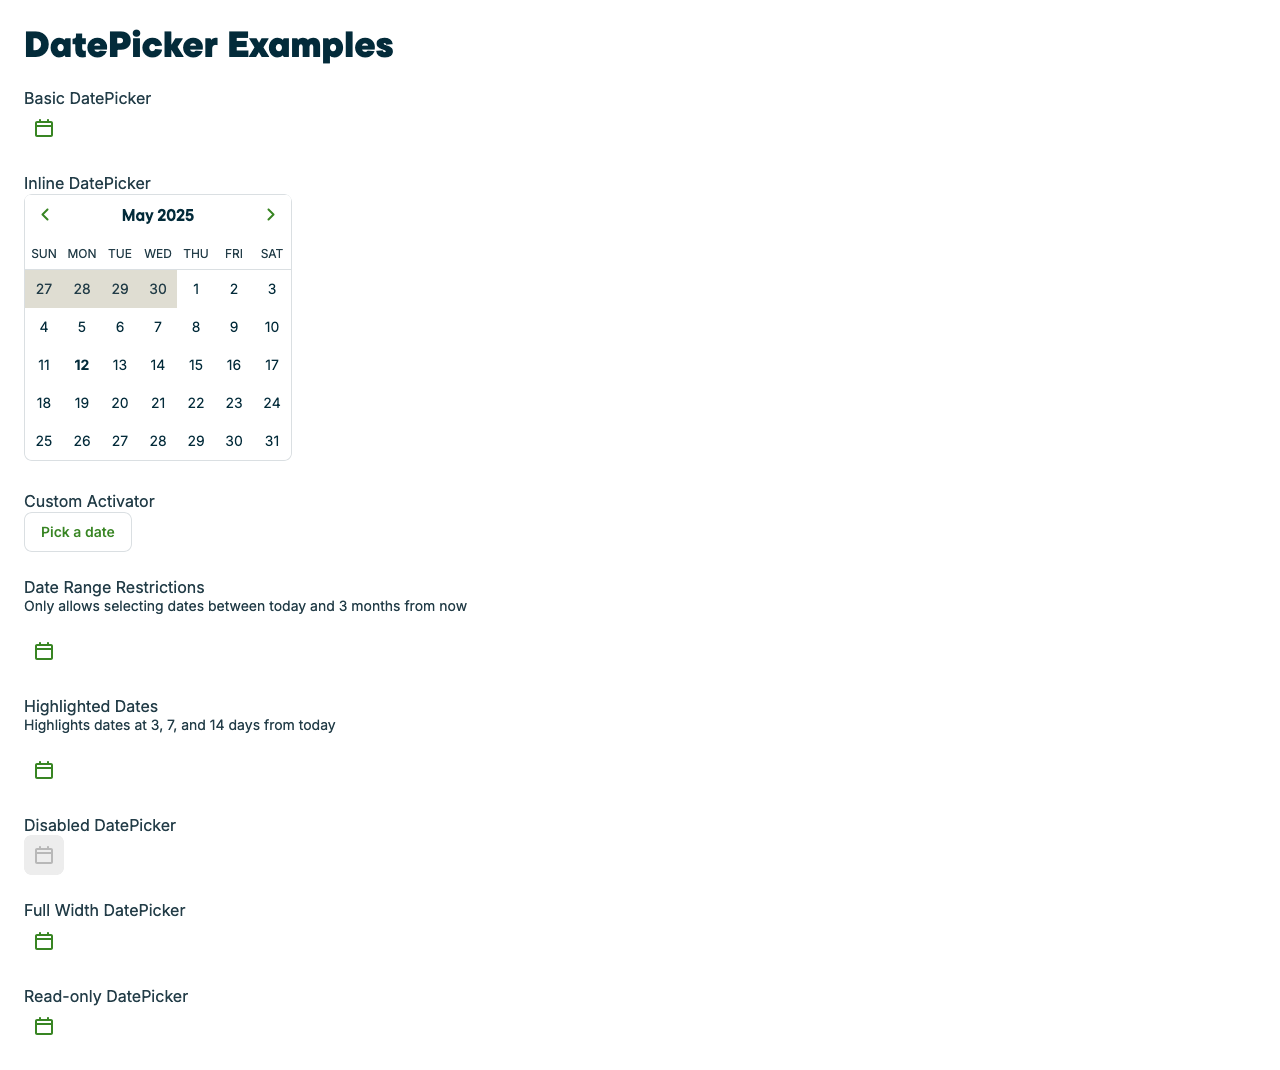 DatePicker Examples
Basic DatePicker
Inline DatePicker
May 2025
SUN MON TUE WED THU FRI SAT
27 28 29 30 1 2 3
4 5 6 7 8 9 10
11 12 13 14 15 16 17
18 19 20 21 22 23 24
25 26 27 28 29 30 31
Custom Activator
Pick a date
Date Range Restrictions
Only allows selecting dates between today and 3 months from now
Highlighted Dates
Highlights dates at 3, 7, and 14 days from today
Disabled DatePicker
Full Width DatePicker
Read-only DatePicker